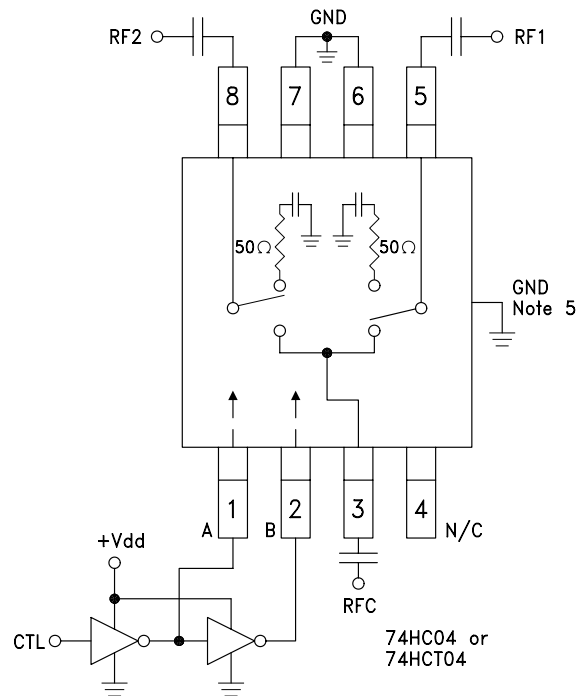 GND
RF2
RF1
8
7
6
5
50Ω
50Ω
GND
Note 5
1
2
3
4
A
B
N/C
+Vdd
RFC
CTL
74HC04 or
74HCT04